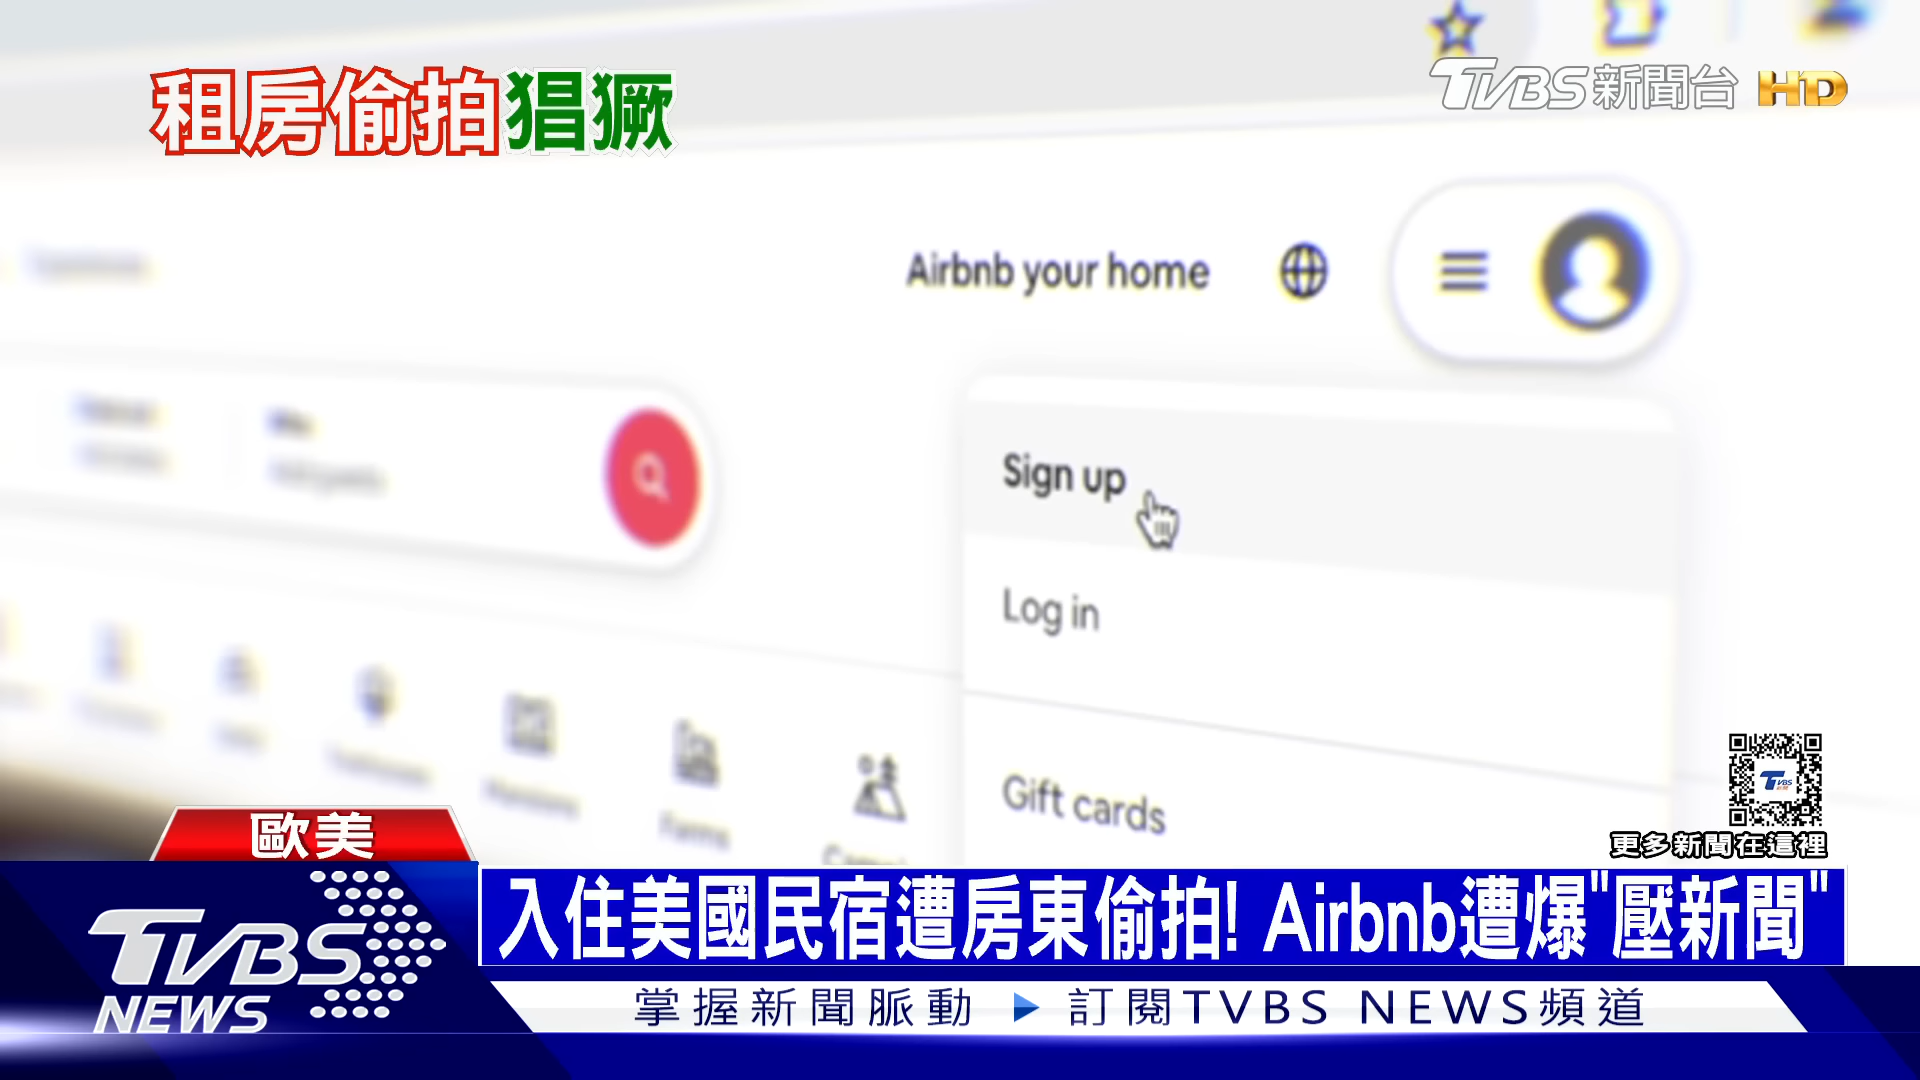 租房偷拍猖獗
TVBS新聞台 HD
Airbnb your home
Sign up
Log in
Gift cards
Farms
TVBS
更多新聞在這裡
歐美
入住美國民宿遭房東偷拍! Airbnb遭爆"壓新聞"
TVBS
NEWS
掌握新聞脈動 ▶ 訂閱TVBS NEWS頻道